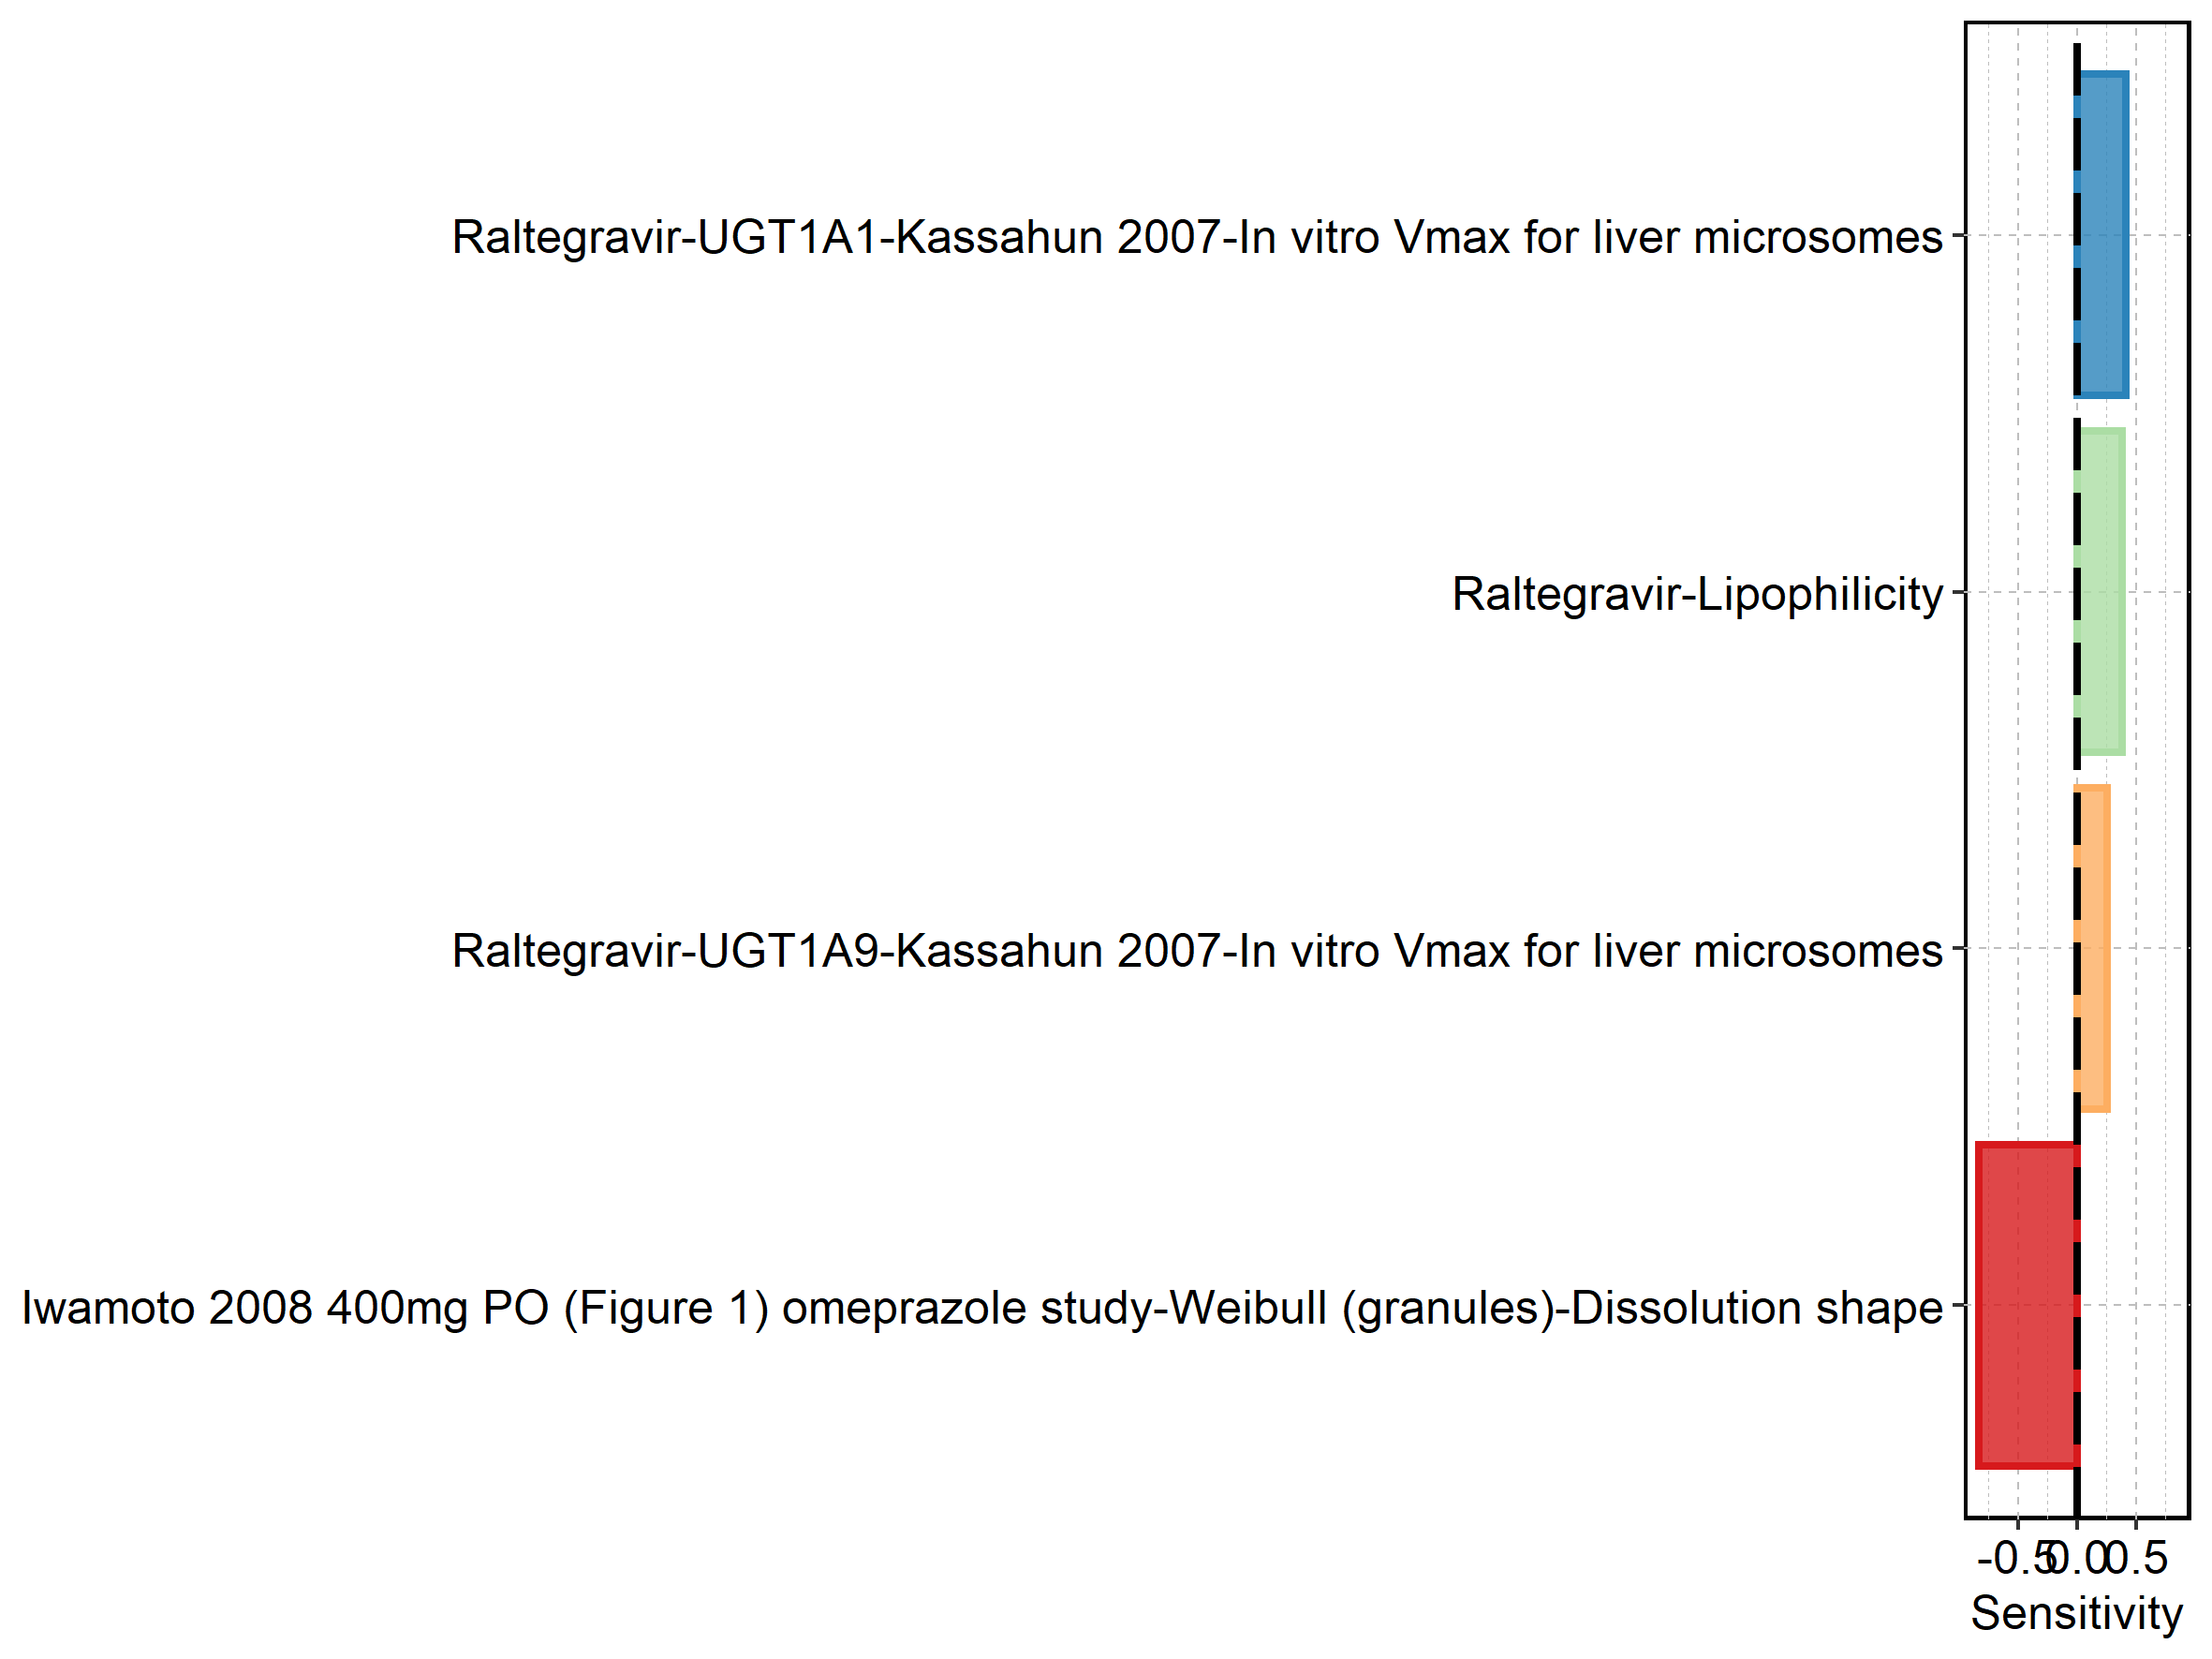 Raltegravir-UGT1A1-Kassahun 2007-In vitro Vmax for liver microsomes
Raltegravir-Lipophilicity
Raltegravir-UGT1A9-Kassahun 2007-In vitro Vmax for liver microsomes
Iwamoto 2008 400mg PO (Figure 1) omeprazole study-Weibull (granules)-Dissolution shape
-0.5 0.0 0.5
Sensitivity